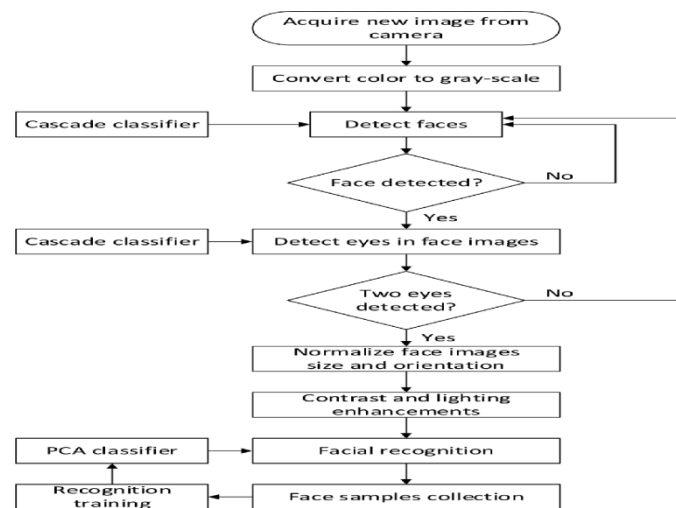 Acquire new image from
camera
Convert color to gray-scale
Cascade classifier
Detect faces
Face detected?
No
Yes
Cascade classifier
Detect eyes in face images
Two eyes
detected?
No
Yes
Normalize face images
size and orientation
Contrast and lighting
enhancements
PCA classifier
Facial recognition
Recognition
training
Face samples collection